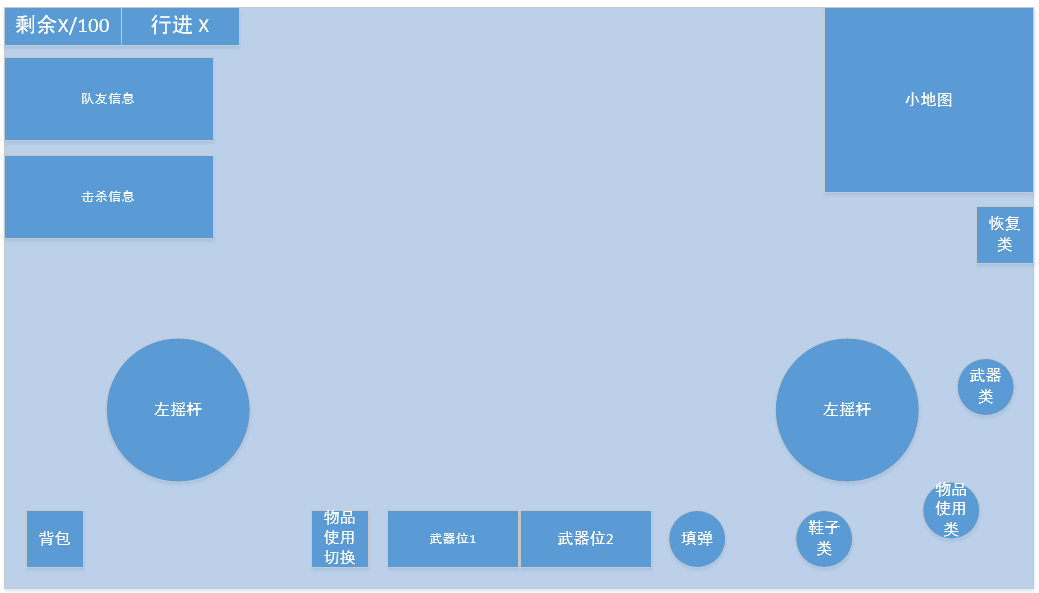 剩余X/100
行进 X
队友信息
小地图
击杀信息
恢复
类
左摇杆
左摇杆
武器
类
背包
物品
使用
切换
武器位1
武器位2
填弹
鞋子
类
物品
使用
类